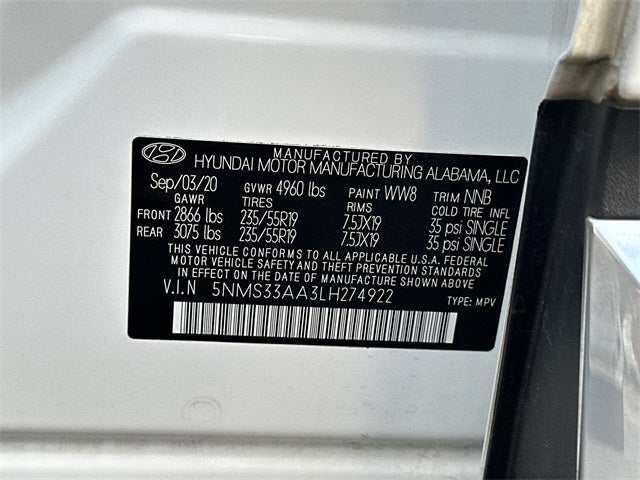 MANUFACTURED BY
HYUNDAI MOTOR MANUFACTURING ALABAMA, LLC
Sep/03/20 GVWR 4960 lbs PAINT WW8 TRIM NNB
GAWR TIRES RIMS COLD TIRE INFL
FRONT 2866 lbs 235/55R19 7.5JX19 35 psi SINGLE
REAR 3075 lbs 235/55R19 7.5JX19 35 psi SINGLE
THIS VEHICLE CONFORMS TO ALL APPLICABLE U.S.A. FEDERAL
MOTOR VEHICLE SAFETY AND THEFT PREVENTION STANDARDS
IN EFFECT ON THE DATE OF MANUFACTURE SHOWN ABOVE
V.I.N 5NMS33AA3LH274922 TYPE: MPV